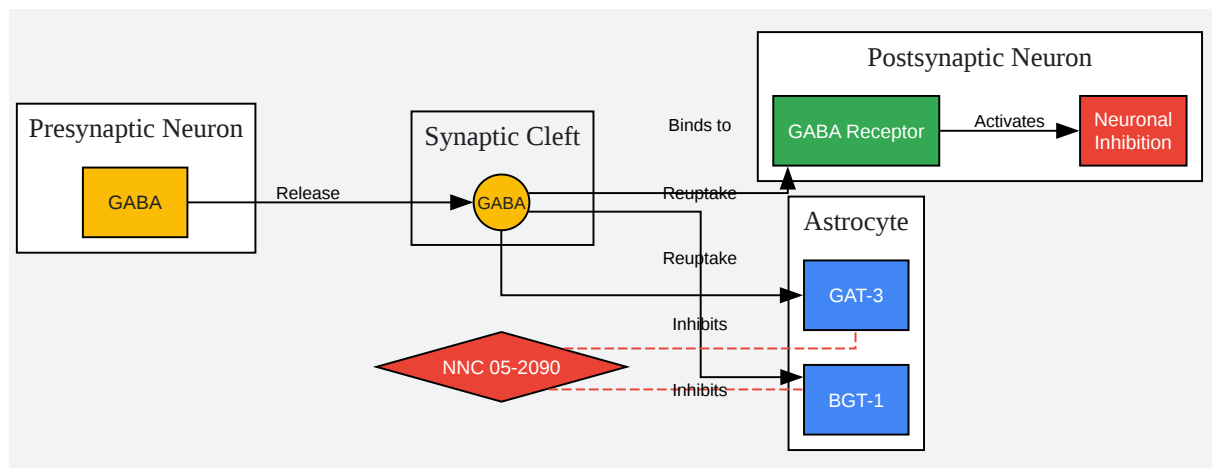 Postsynaptic Neuron
GABA Receptor
Activates
Neuronal
Inhibition
Presynaptic Neuron
GABA
Release
Synaptic Cleft
GABA
Binds to
Reuptake
Reuptake
Astrocyte
GAT-3
Inhibits
NNC 05-2090
Inhibits
BGT-1